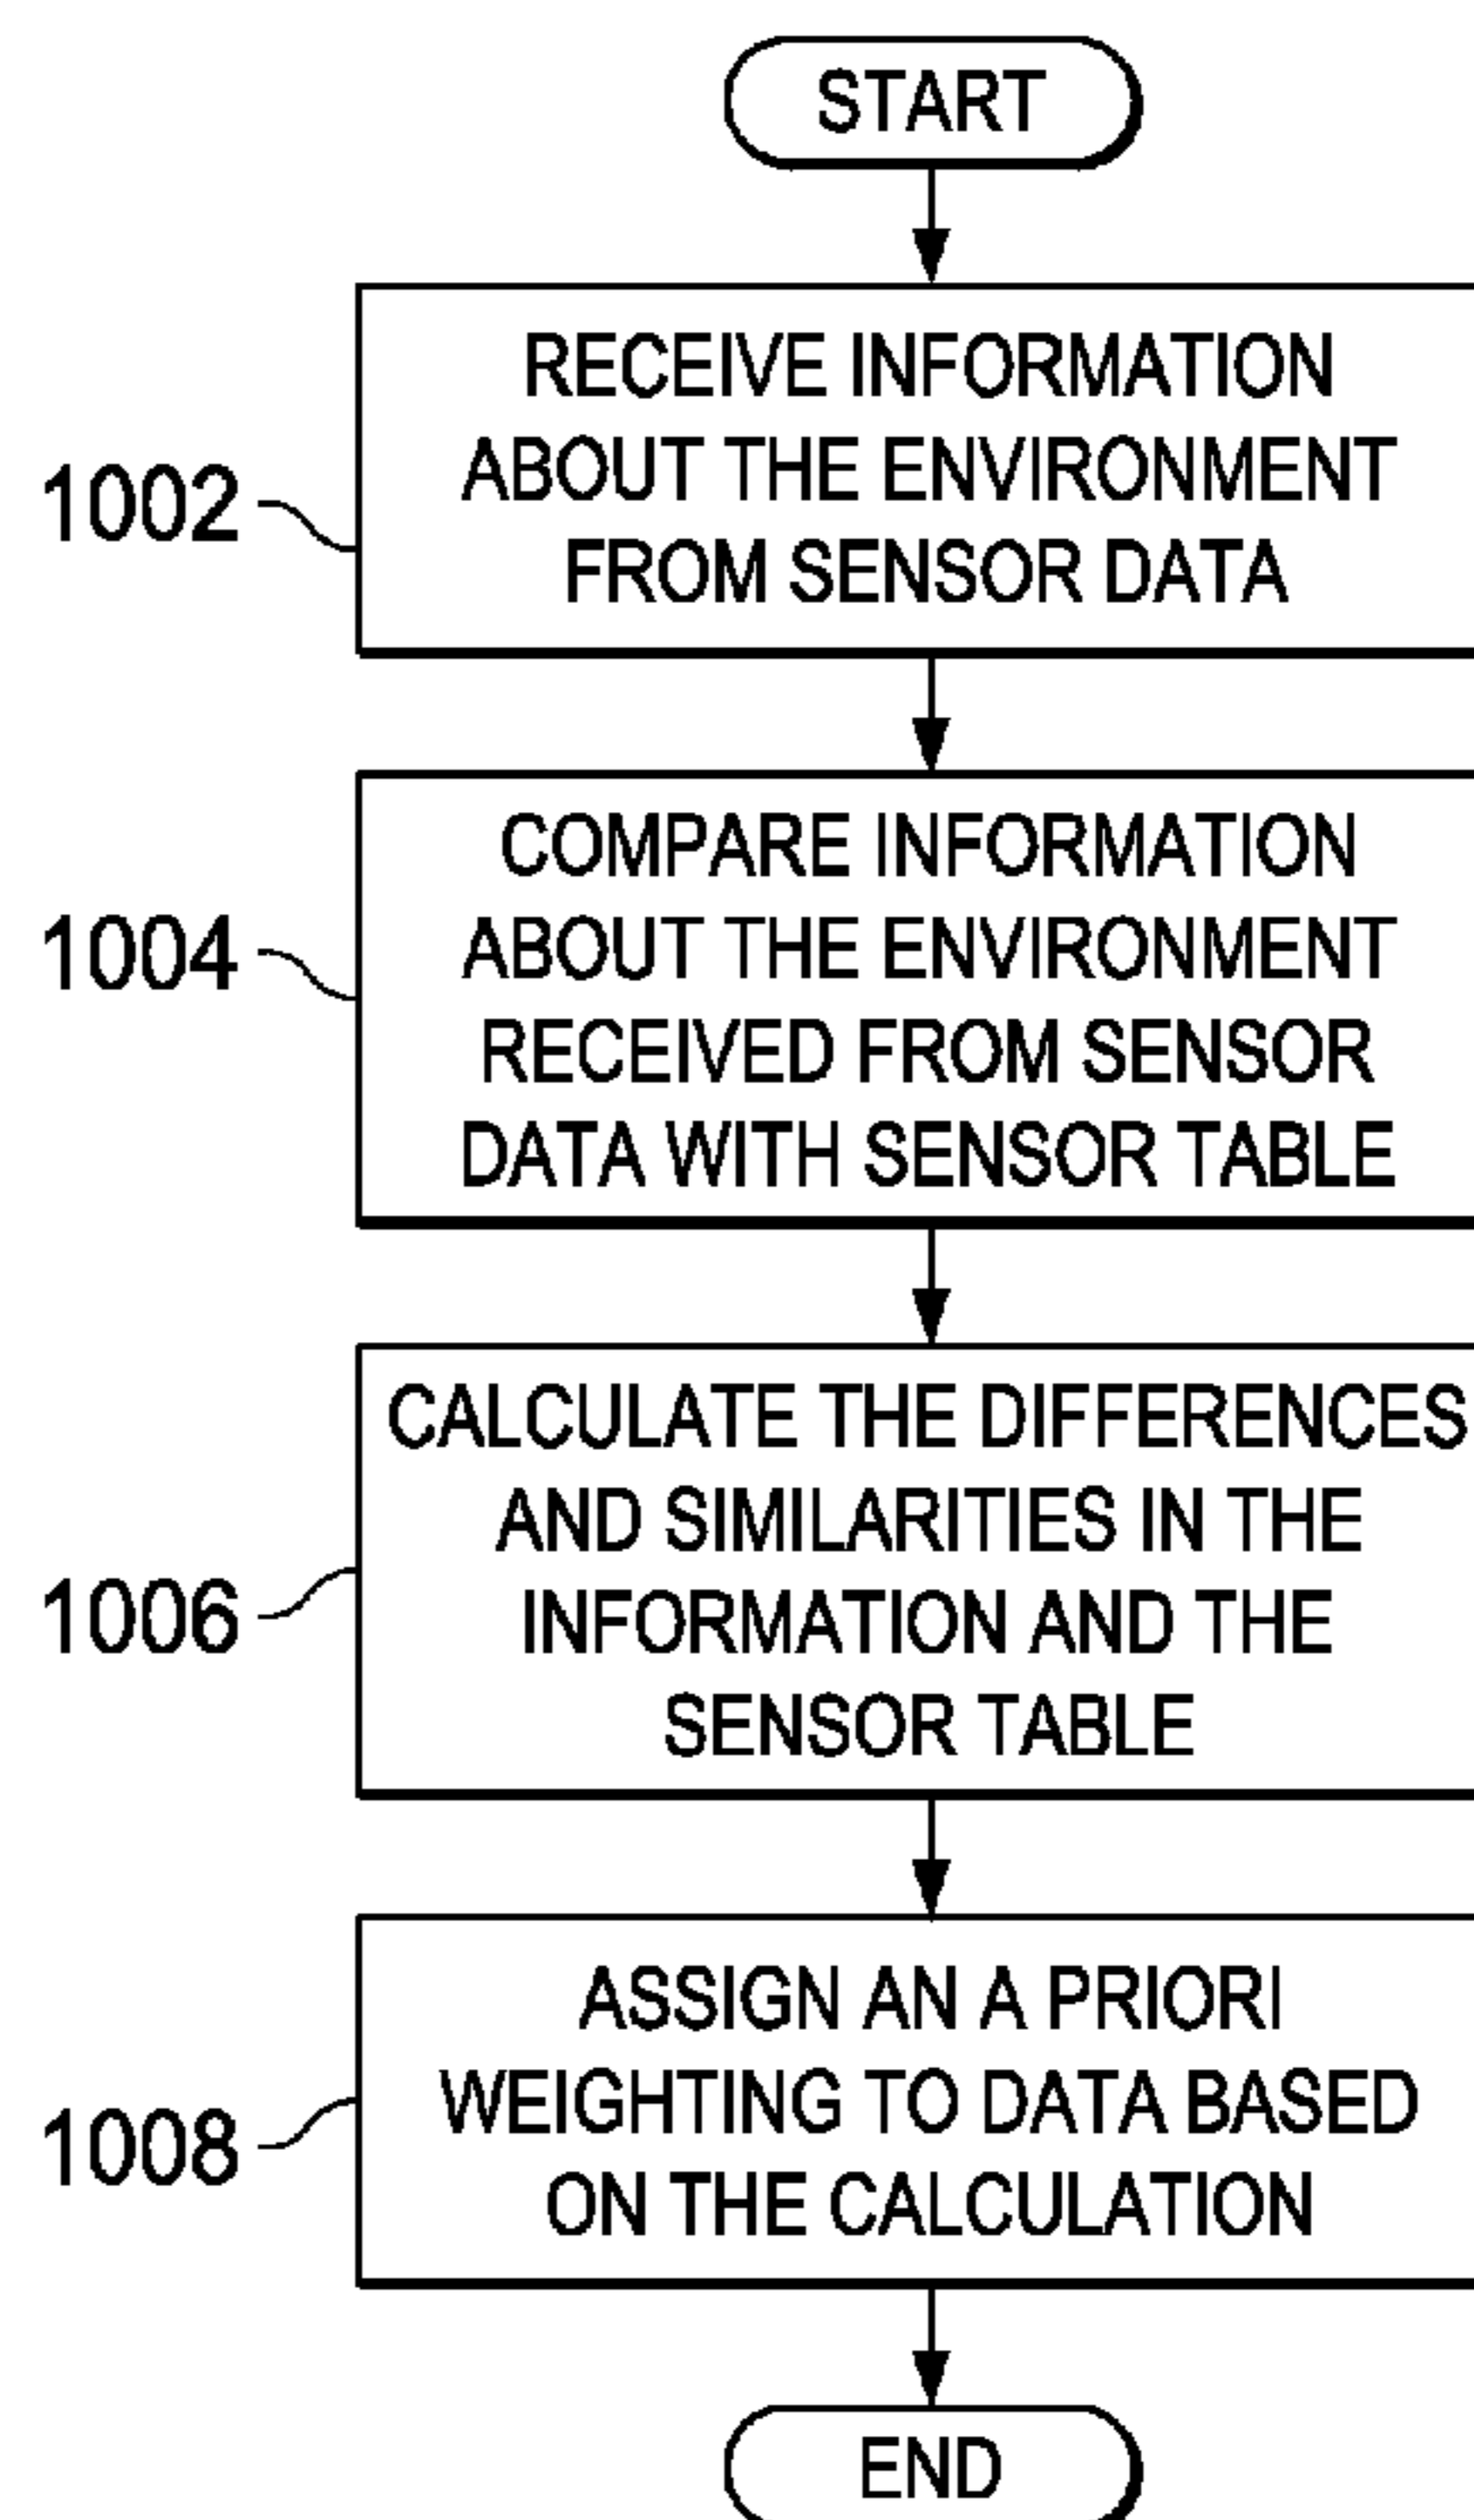 START
RECEIVE INFORMATION
ABOUT THE ENVIRONMENT
FROM SENSOR DATA
1002
COMPARE INFORMATION
ABOUT THE ENVIRONMENT
RECEIVED FROM SENSOR
DATA WITH SENSOR TABLE
1004
CALCULATE THE DIFFERENCES
AND SIMILARITIES IN THE
INFORMATION AND THE
SENSOR TABLE
1006
ASSIGN AN A PRIORI
WEIGHTING TO DATA BASED
ON THE CALCULATION
1008
END